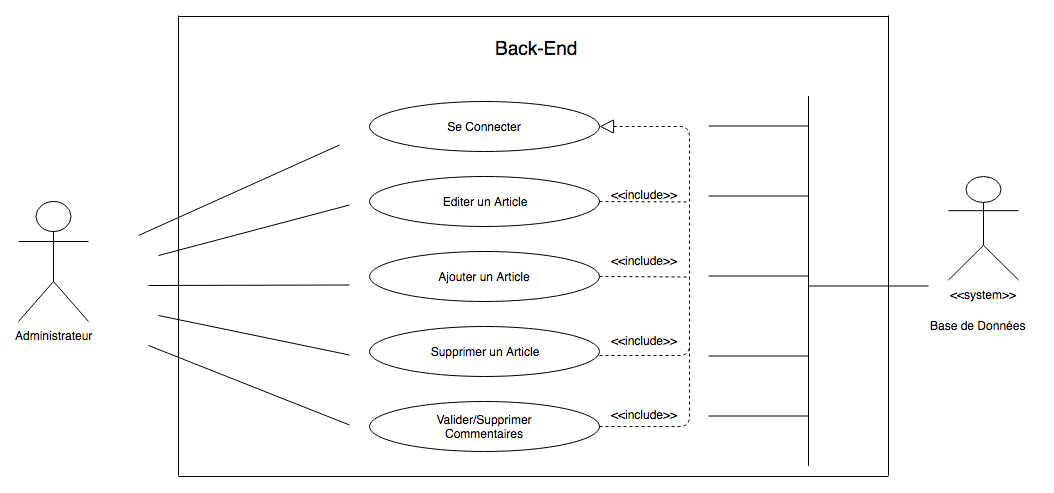 Back-End
Se Connecter
Editer un Article
<<include>>
Ajouter un Article
<<include>>
Supprimer un Article
<<include>>
Valider/Supprimer
Commentaires
<<include>>
Administrateur
<<system>>
Base de Données